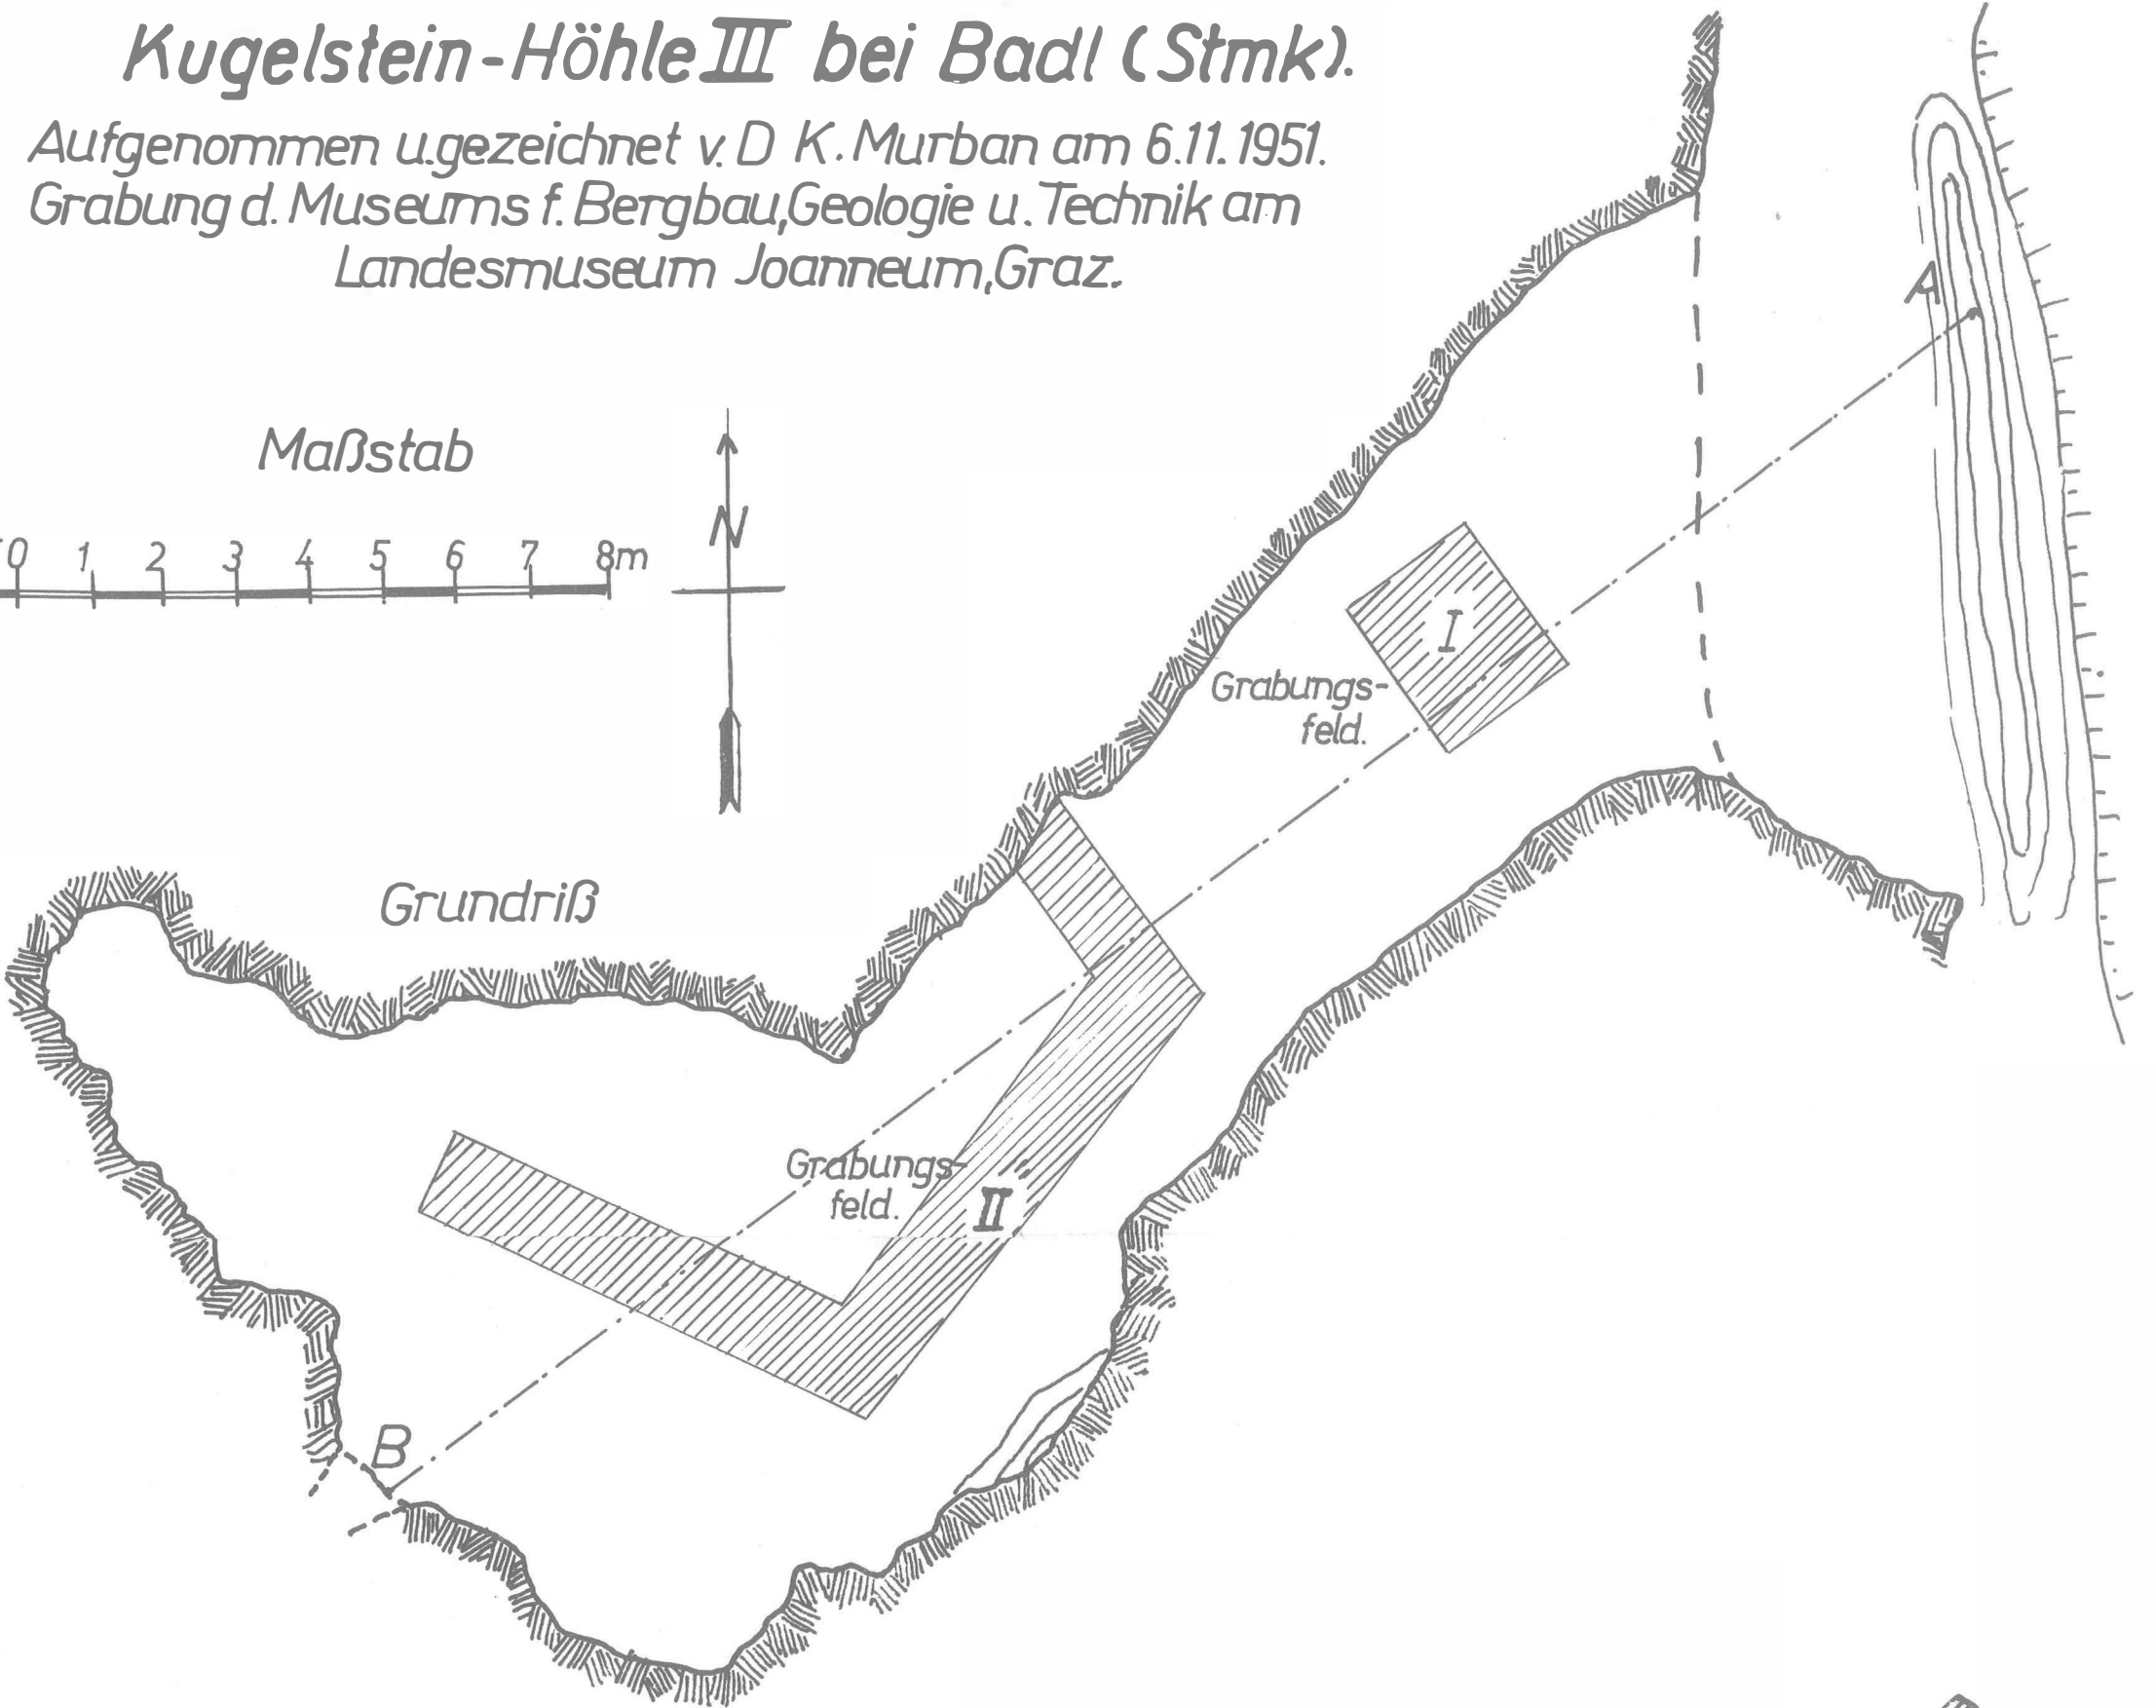 Kugelstein-Höhle III bei Badl (Stmk).
Aufgenommen u. gezeichnet v. D K. Murban am 6.11.1951.
Grabung d. Museums f. Bergbau, Geologie u. Technik am
Landesmuseum Joanneum, Graz.
A
Maßstab
0 1 2 3 4 5 6 7 8m
N
I
Grabungs-
feld.
Grundriß
Grabungs-
feld.
II
B